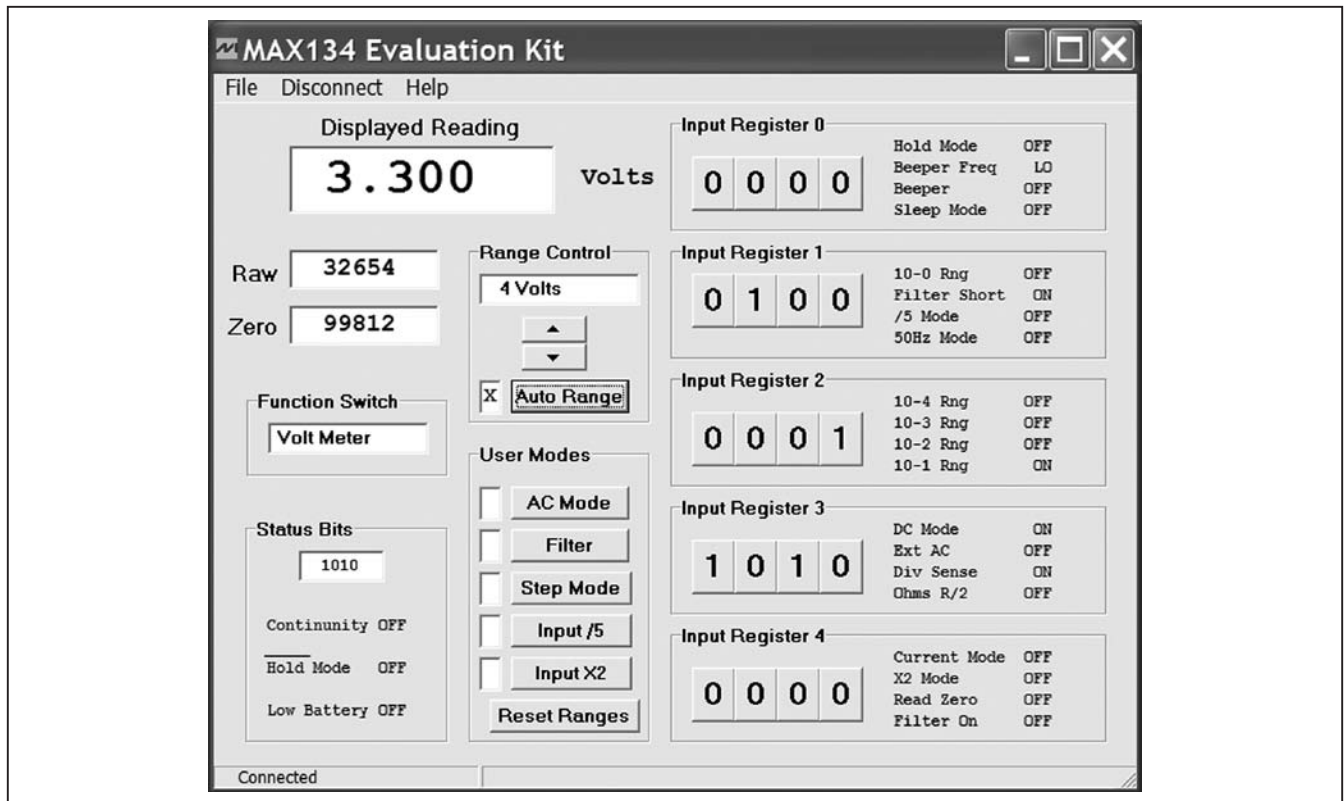 MAX134 Evaluation Kit
File Disconnect Help
Displayed Reading
3.300 Volts
Raw 32654
Zero 99812
Function Switch
Volt Meter
Status Bits
1010
Continunity OFF
Hold Mode OFF
Low Battery OFF
Range Control
4 Volts
X Auto Range
User Modes
AC Mode
Filter
Step Mode
Input /5
Input X2
Reset Ranges
Input Register 0
0 0 0 0
Hold Mode OFF
Beeper Freq LO
Beeper OFF
Sleep Mode OFF
Input Register 1
0 1 0 0
10-0 Rng OFF
Filter Short ON
/5 Mode OFF
50Hz Mode OFF
Input Register 2
0 0 0 1
10-4 Rng OFF
10-3 Rng OFF
10-2 Rng OFF
10-1 Rng ON
Input Register 3
1 0 1 0
DC Mode ON
Ext AC OFF
Div Sense ON
Ohms R/2 OFF
Input Register 4
0 0 0 0
Current Mode OFF
X2 Mode OFF
Read Zero OFF
Filter On OFF
Connected